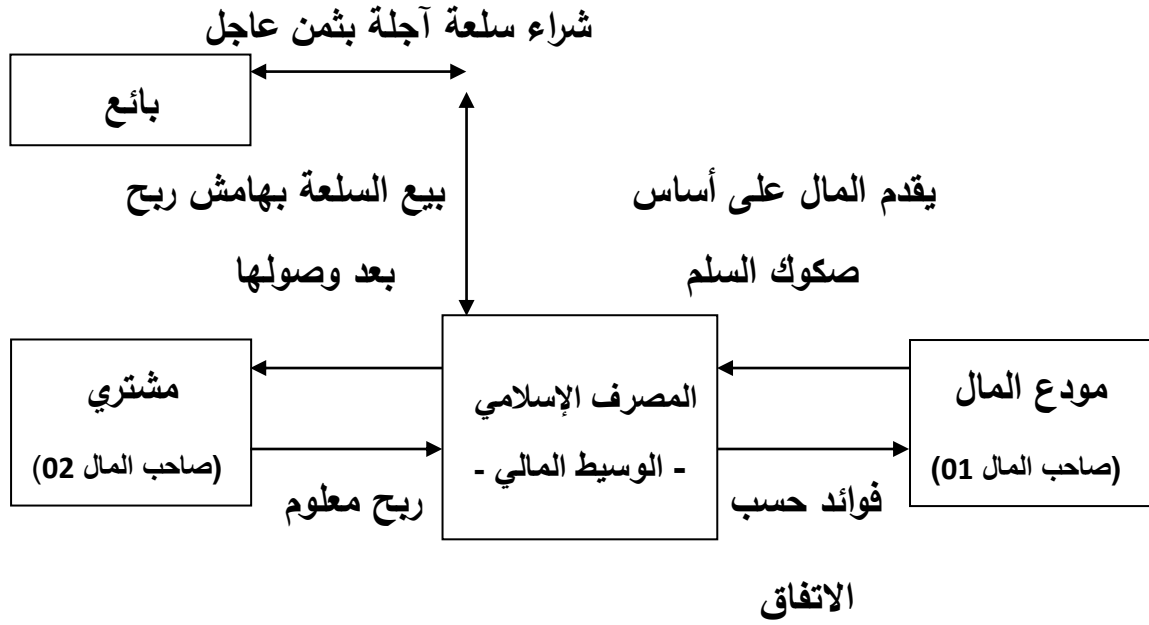 شراء سلعة آجلة بثمن عاجل
بائع
يقدم المال على أساس
صكوك السلم
بيع السلعة بهامش ربح
بعد وصولها
مودع المال
(صاحب المال 01)
المصرف الإسلامي
- الوسيط المالي -
مشتري
(صاحب المال 02)
فوائد حسب
الاتفاق
ربح معلوم